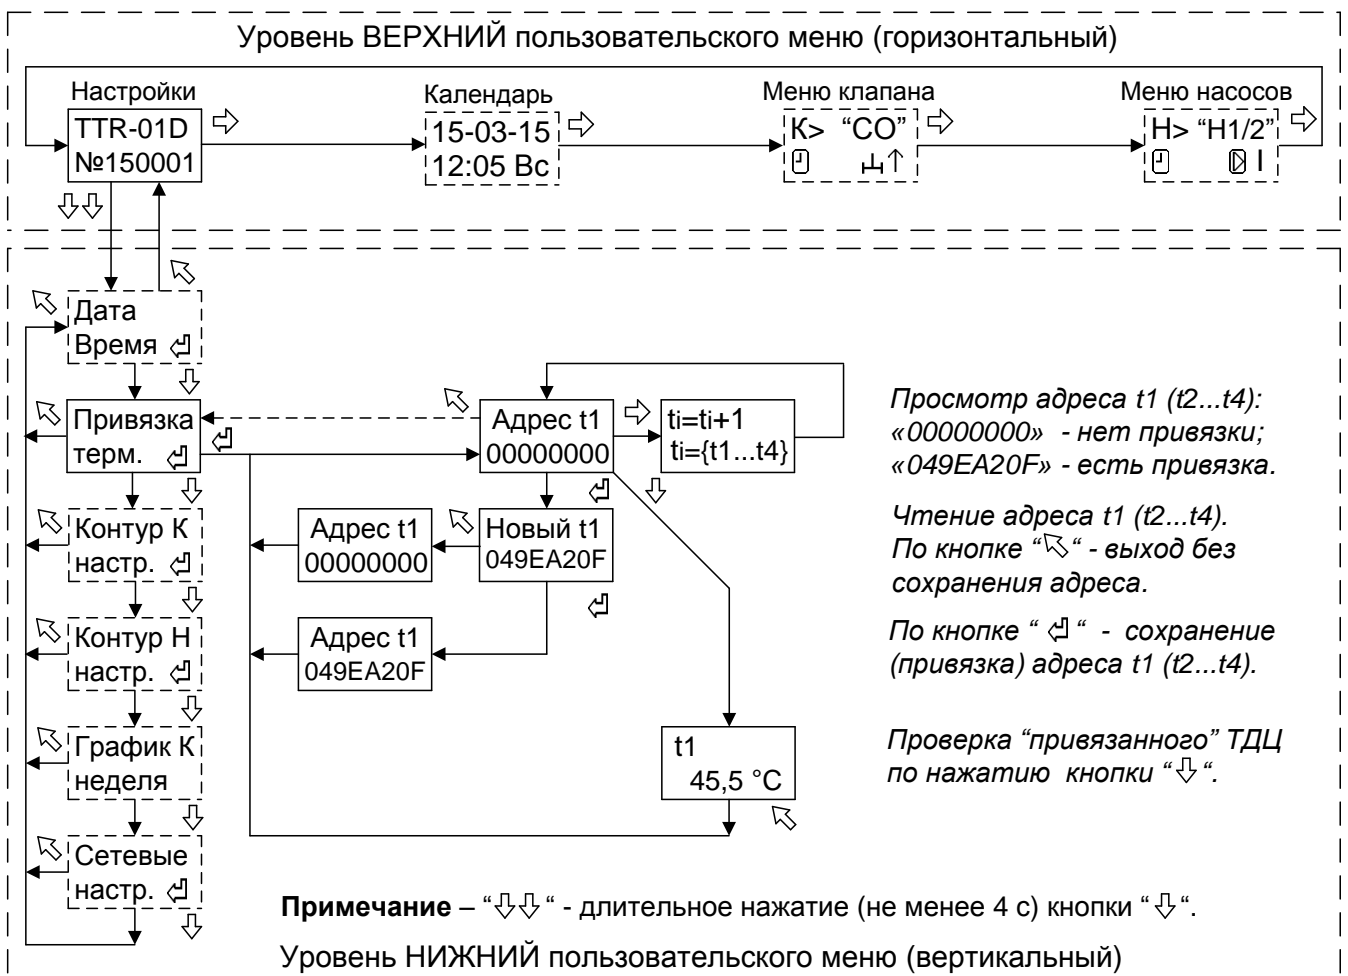 Уровень ВЕРХНИЙ пользовательского меню (горизонтальный)
Настройки
TTR-01D
№150001
Календарь
15-03-15
12:05 Вс
Меню клапана
К> “СО”
Меню насосов
Н> “Н1/2”
I
Дата
Время
Привязка
терм.
Контур К
настр.
Контур Н
настр.
График К
неделя
Сетевые
настр.
Адрес t1
00000000
ti=ti+1
ti={t1...t4}
Адрес t1
00000000
Новый t1
049EA20F
Адрес t1
049EA20F
t1
45,5 °C
Просмотр адреса t1 (t2...t4):
«00000000» - нет привязки;
«049EA20F» - есть привязка.
Чтение адреса t1 (t2...t4).
По кнопке “⇖“ - выход без
сохранения адреса.
По кнопке “ ⏎ “ - сохранение
(привязка) адреса t1 (t2...t4).
Проверка “привязанного” ТДЦ
по нажатию кнопки “⇩“.
Примечание – “⇩⇩“ - длительное нажатие (не менее 4 с) кнопки “⇩“.
Уровень НИЖНИЙ пользовательского меню (вертикальный)